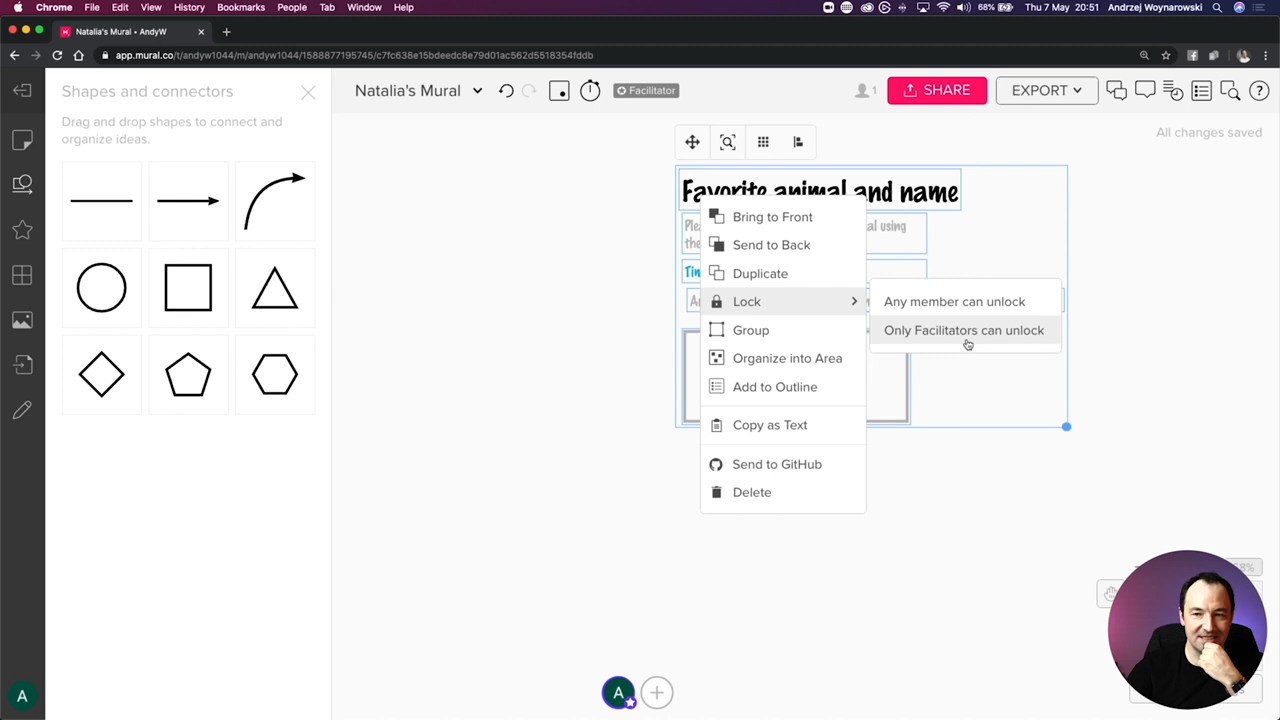 Chrome File Edit View History Bookmarks People Tab Window Help 68% Thu 7 May 20:51 Andrzej Woynarowski
Natalia's Mural • AndyW
app.mural.co/t/andyw1044/m/andyw1044/1588877195745/c7fc638e15bdeedc8e79d01ac562d5518354fddb
Shapes and connectors
Drag and drop shapes to connect and
organize ideas.
Natalia's Mural
Facilitator
1
SHARE
EXPORT
?
All changes saved
Favorite animal and name
al using
the
Bring to Front
Send to Back
Duplicate
Lock
Group
Organize into Area
Add to Outline
Copy as Text
Send to GitHub
Delete
Any member can unlock
Only Facilitators can unlock
A
A